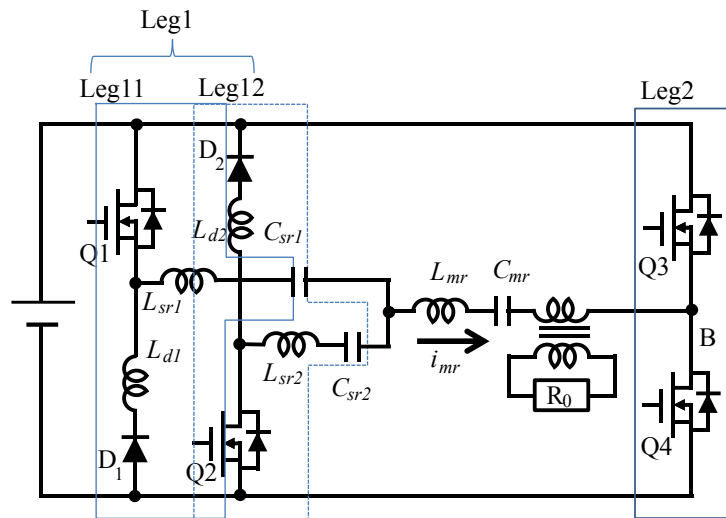 Leg1
Leg11
Leg12
Leg2
D2
Q1
Ld2
Csr1
Lsr1
Lmr
Cmr
Q3
B
Ld1
Lsr2
Csr2
imr
R0
D1
Q2
Q4